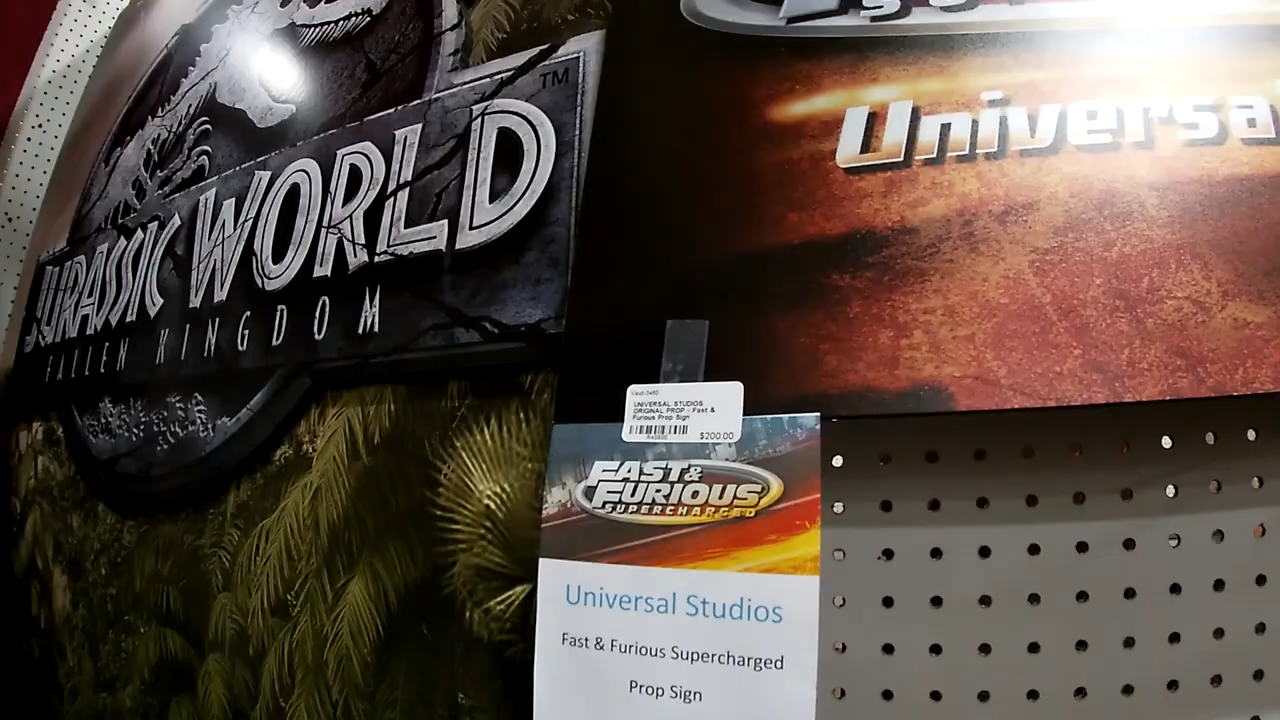 JURASSIC WORLD
TM
FALLEN KINGDOM
Universa
UNIVERSAL STUDIOS
ORIGINAL PROP - Fast &
Furious Prop Sign
$200.00
FAST &
FURIOUS
SUPERCHARGED
Universal Studios
Fast & Furious Supercharged
Prop Sign